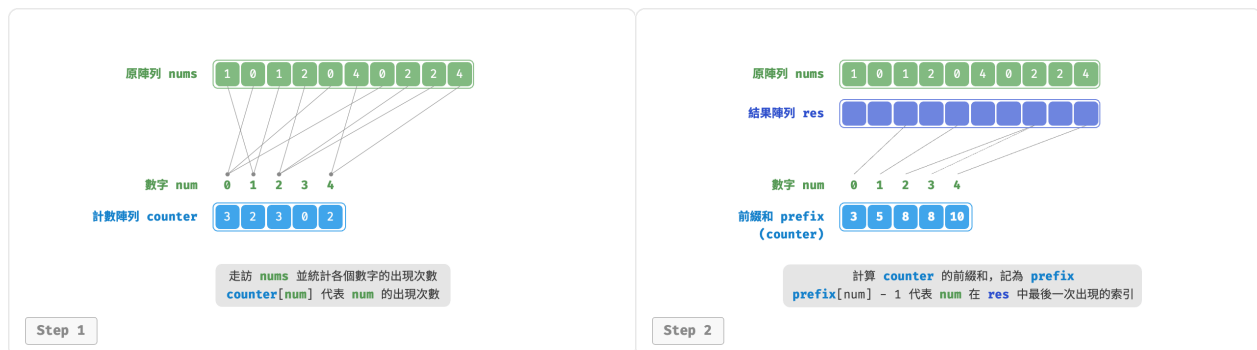 原陣列 nums 1 0 1 2 0 4 0 2 2 4
數字 num 0 1 2 3 4
計數陣列 counter 3 2 3 0 2
走訪 nums 並統計各個數字的出現次數
counter[num] 代表 num 的出現次數
Step 1
原陣列 nums 1 0 1 2 0 4 0 2 2 4
結果陣列 res
數字 num 0 1 2 3 4
前綴和 prefix 3 5 8 8 10
(counter)
計算 counter 的前綴和，記為 prefix
prefix[num] - 1 代表 num 在 res 中最後一次出現的索引
Step 2